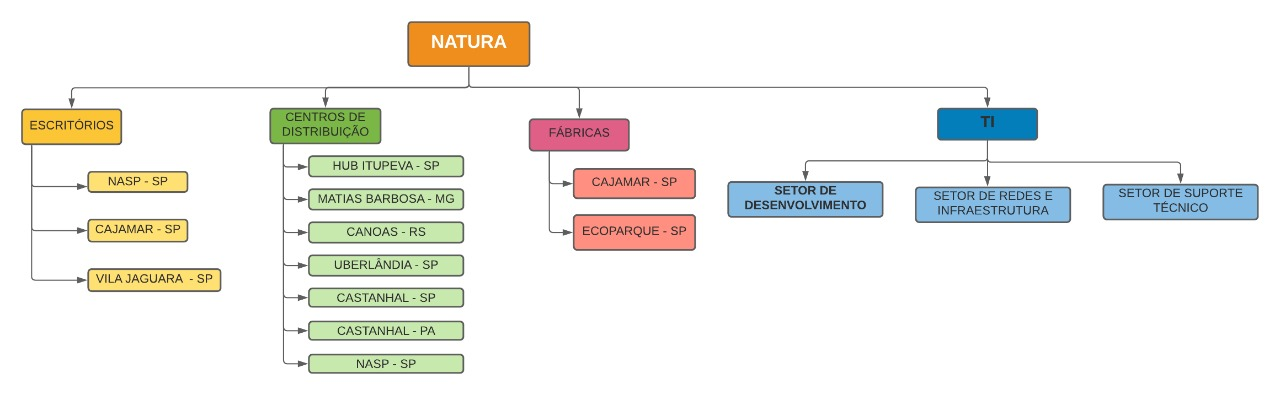 NATURA
ESCRITÓRIOS
NASP - SP
CAJAMAR - SP
VILA JAGUARA - SP
CENTROS DE
DISTRIBUIÇÃO
HUB ITUPEVA - SP
MATIAS BARBOSA - MG
CANOAS - RS
UBERLÂNDIA - SP
CASTANHAL - SP
CASTANHAL - PA
NASP - SP
FÁBRICAS
CAJAMAR - SP
ECOPARQUE - SP
TI
SETOR DE
DESENVOLVIMENTO
SETOR DE REDES E
INFRAESTRUTURA
SETOR DE SUPORTE
TÉCNICO